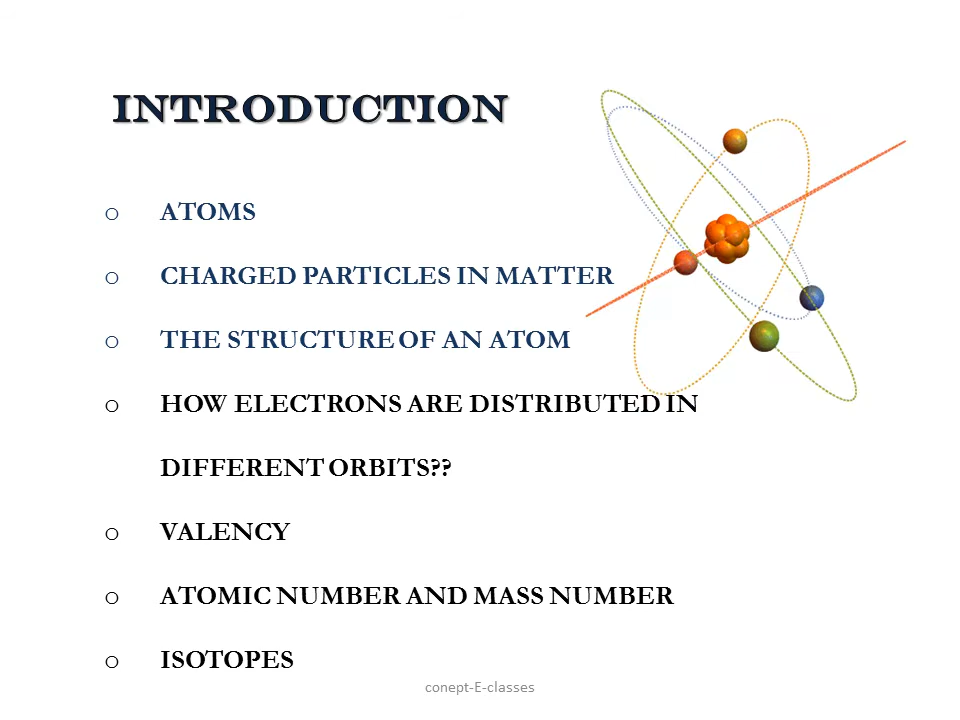 INTRODUCTION
o ATOMS
o CHARGED PARTICLES IN MATTER
o THE STRUCTURE OF AN ATOM
o HOW ELECTRONS ARE DISTRIBUTED IN
DIFFERENT ORBITS??
o VALENCY
o ATOMIC NUMBER AND MASS NUMBER
o ISOTOPES
conept-E-classes